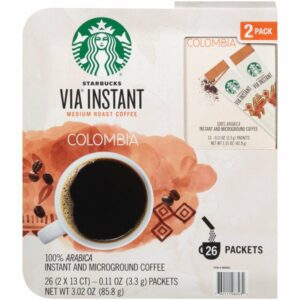 STARBUCKS
VIA® INSTANT
MEDIUM ROAST COFFEE
COLOMBIA
100% ARABICA
INSTANT AND MICROGROUND COFFEE
26 (2 X 13 CT)—0.11 OZ (3.3 g) PACKETS
NET WT 3.02 OZ (85.8 g)
2 PACK
COLOMBIA
100% ARABICA
INSTANT AND MICROGROUND COFFEE
26 PACKETS